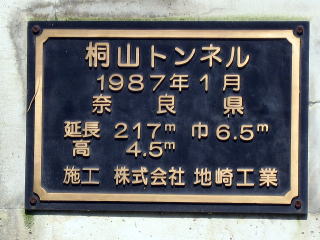 桐山トンネル
1987年1月
奈良県
延長 217m 巾6.5m
高 4.5m
施工 株式会社 地崎工業